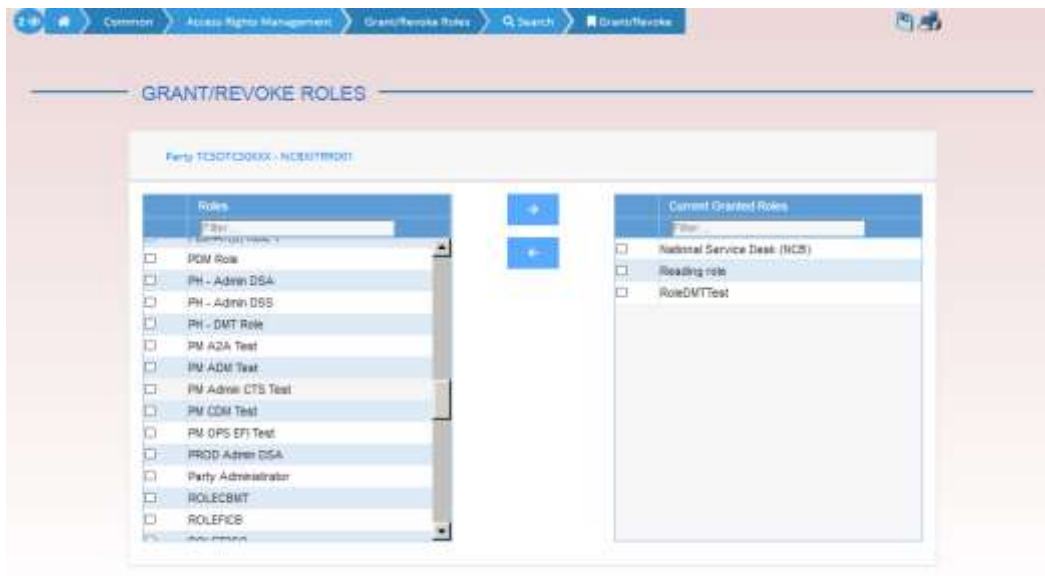 Common
Access Rights Management
Grant/Revoke Roles
Search
Grant/Revoke
GRANT/REVOKE ROLES
Party
Roles
Current Granted Roles
Filter...
Filter...
PDM Role
PH - Admin DSA
PH - Admin DSS
PH - DMT Role
PM A2A Test
PM ADM Test
PM Admin CTS Test
PM CDM Test
PM OPS EFI Test
PROD Admin DSA
Party Administrator
ROLECBMT
ROLEFICB
National Service Desk (NCB)
Reading role
RoleDMTTest